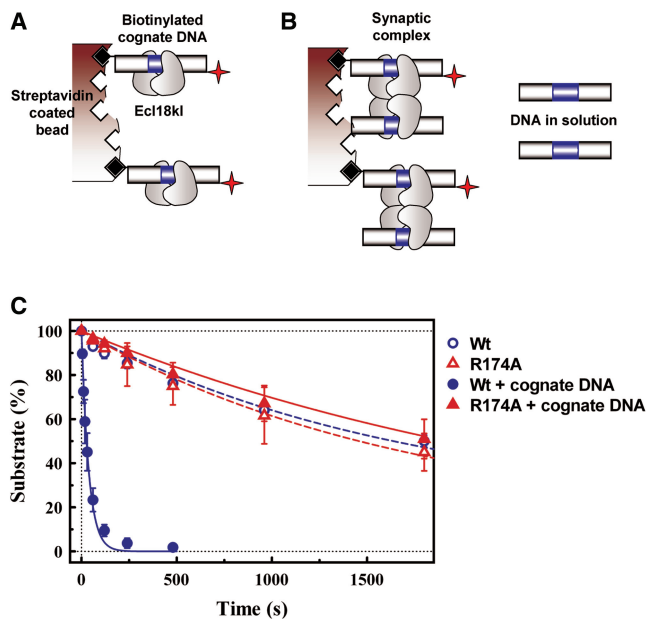 A
Biotinylated
cognate DNA
Streptavidin
coated
bead
Ecl18kI
B
Synaptic
complex
DNA in solution
C
Substrate (%)
100
80
60
40
20
0
0
500
1000
1500
Time (s)
Wt
R174A
Wt + cognate DNA
R174A + cognate DNA